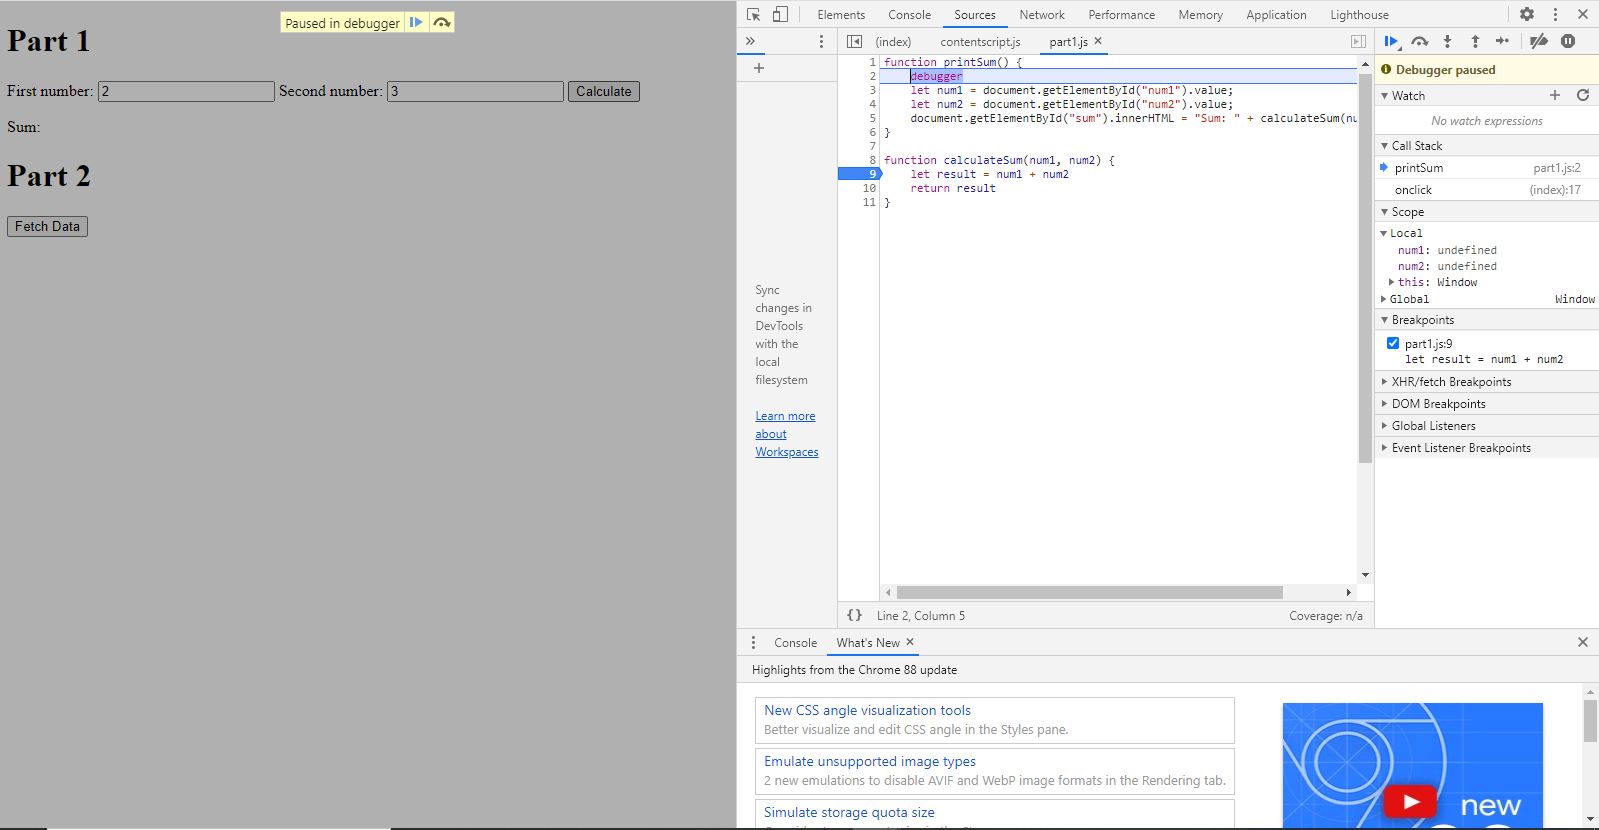 Paused in debugger
Part 1
First number: 2 Second number: 3 Calculate
Sum:
Part 2
Fetch Data
Elements Console Sources Network Performance Memory Application Lighthouse
(index) contentscript.js part1.js ×
Sync
changes in
DevTools
with the
local
filesystem
Learn more
about
Workspaces
1 function printSum() {
2 debugger
3 let num1 = document.getElementById("num1").value;
4 let num2 = document.getElementById("num2").value;
5 document.getElementById("sum").innerHTML = "Sum: " + calculateSum(nu
6 }
7
8 function calculateSum(num1, num2) {
9 let result = num1 + num2
10 return result
11 }
{} Line 2, Column 5 Coverage: n/a
Debugger paused
Watch
No watch expressions
Call Stack
printSum part1.js:2
onclick (index):17
Scope
Local
num1: undefined
num2: undefined
this: Window
Global Window
Breakpoints
part1.js:9
let result = num1 + num2
XHR/fetch Breakpoints
DOM Breakpoints
Global Listeners
Event Listener Breakpoints
Console What's New ×
Highlights from the Chrome 88 update
New CSS angle visualization tools
Better visualize and edit CSS angle in the Styles pane.
Emulate unsupported image types
2 new emulations to disable AVIF and WebP image formats in the Rendering tab.
Simulate storage quota size
new